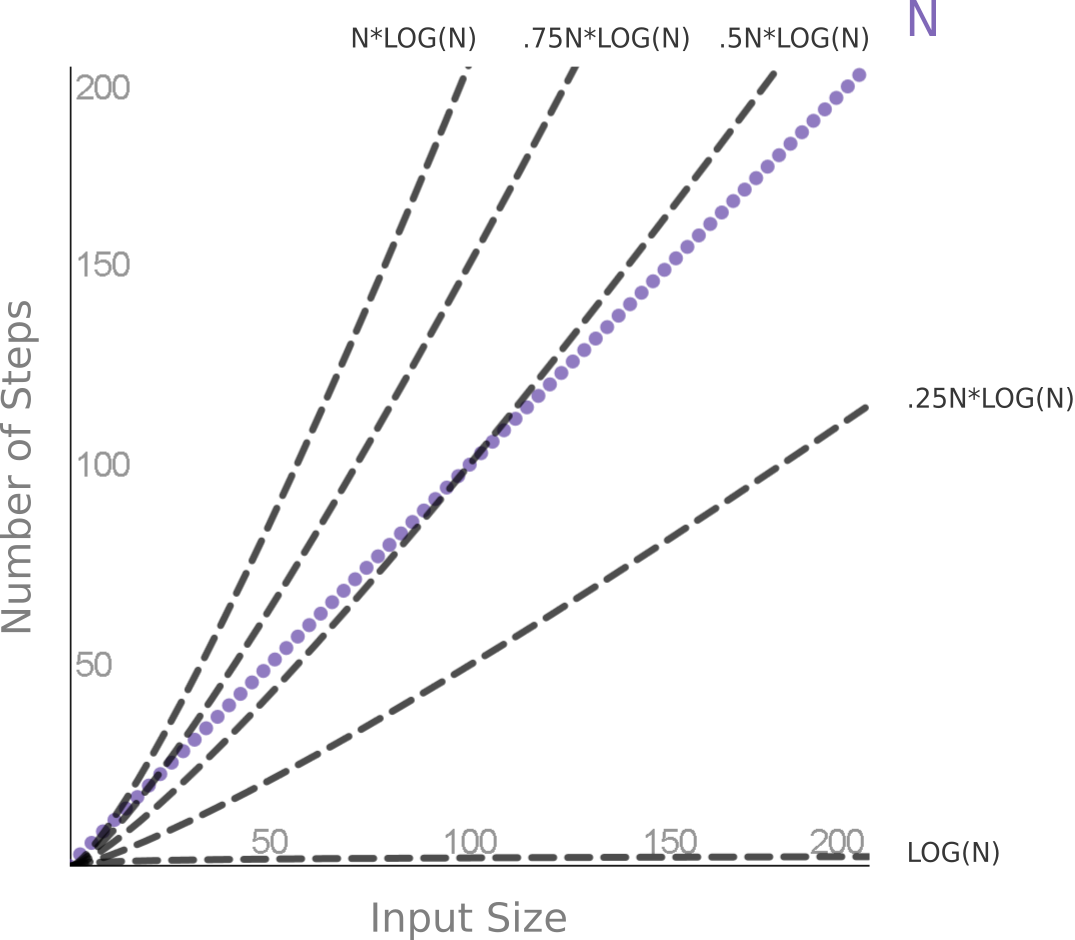 N
N*LOG(N) .75N*LOG(N) .5N*LOG(N)
200
150
100
50
Number of Steps
.25N*LOG(N)
50 100 150 200
LOG(N)
Input Size